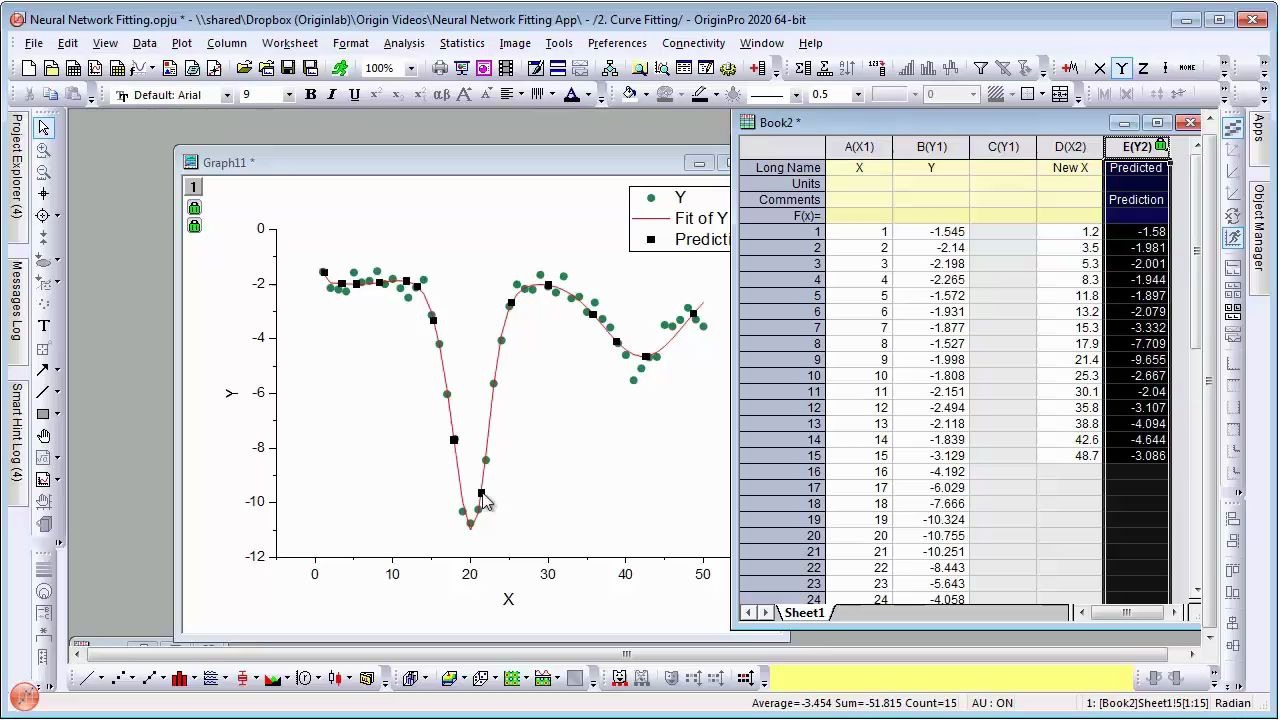 Neural Network Fitting.opju * - \\shared\Dropbox (Originlab)\Origin Videos\Neural Network Fitting App\ - /2. Curve Fitting/ - OriginPro 2020 64-bit
File Edit View Data Plot Column Worksheet Format Analysis Statistics Image Tools Preferences Connectivity Window Help
100%
Default: Arial 9 B I U 0.5 0
Project Explorer (4)
Messages Log
Smart Hint Log (4)
Apps
Object Manager
Graph11 *
1
Y
Fit of Y
Predicti
0
-2
-4
-6
-8
-10
-12
Y
0 10 20 30 40 50
X
Book2 *
A(X1) B(Y1) C(Y1) D(X2) E(Y2)
Long Name X Y New X Predicted
Units
Comments Prediction
F(x)=
1 1 -1.545 1.2 -1.58
2 2 -2.14 3.5 -1.981
3 3 -2.198 5.3 -2.001
4 4 -2.265 8.3 -1.944
5 5 -1.572 11.8 -1.897
6 6 -1.931 13.2 -2.079
7 7 -1.877 15.3 -3.332
8 8 -1.527 17.9 -7.709
9 9 -1.998 21.4 -9.655
10 10 -1.808 25.3 -2.667
11 11 -2.151 30.1 -2.04
12 12 -2.494 35.8 -3.107
13 13 -2.118 38.8 -4.094
14 14 -1.839 42.6 -4.644
15 15 -3.129 48.7 -3.086
16 16 -4.192
17 17 -6.029
18 18 -7.666
19 19 -10.324
20 20 -10.755
21 21 -10.251
22 22 -8.443
23 23 -5.643
24 24 -4.058
Sheet1
Average=-3.454 Sum=-51.815 Count=15 AU : ON 1: [Book2]Sheet1!5[1:15] Radian